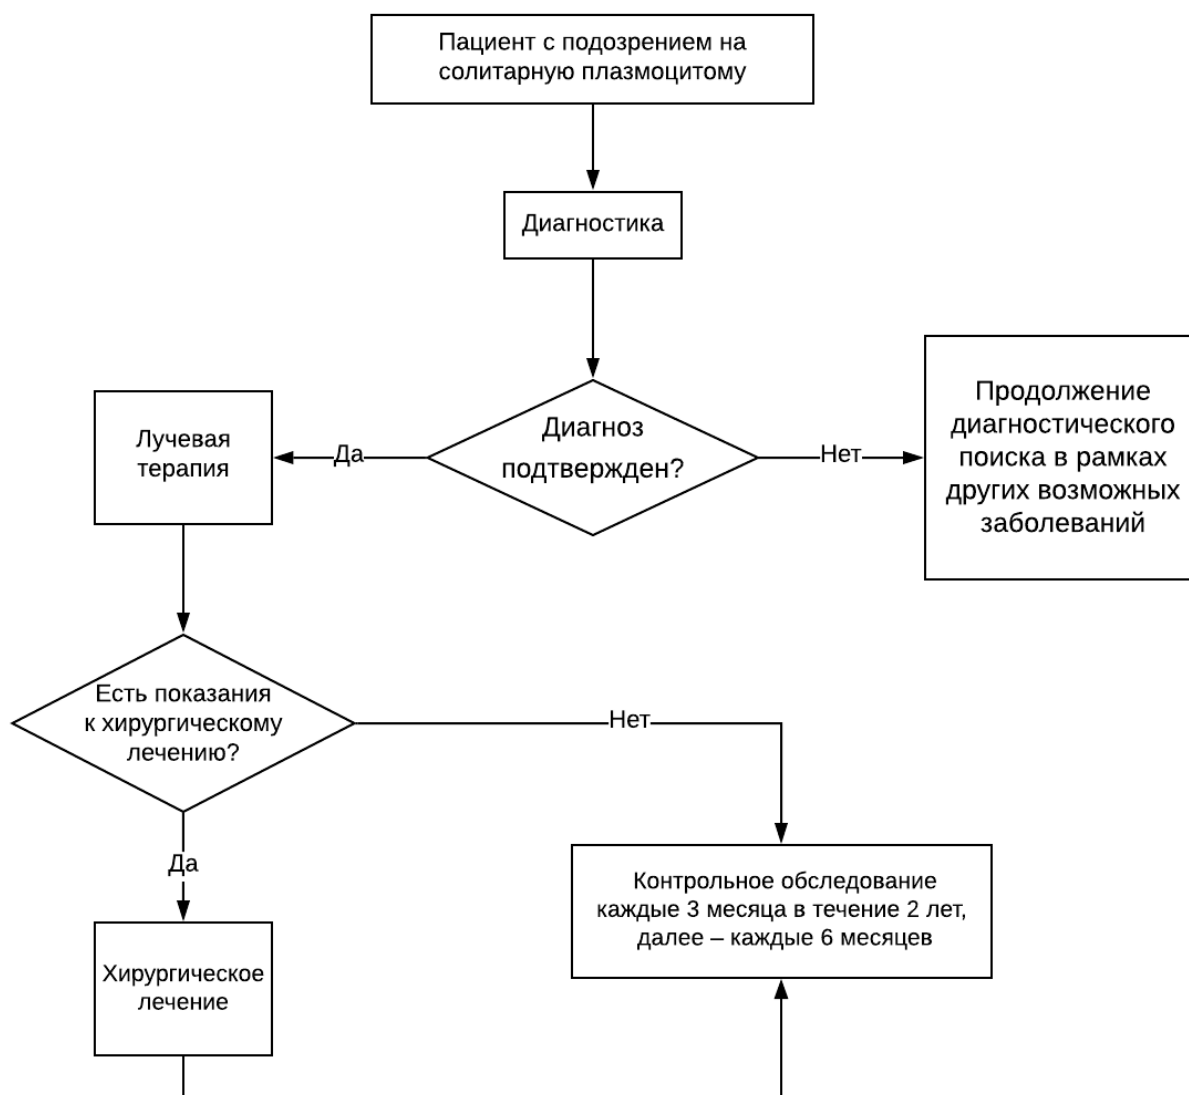 Пациент с подозрением на
солитарную плазмоцитому
Диагностика
Диагноз
подтвержден?
Да
Нет
Лучевая
терапия
Продолжение
диагностического
поиска в рамках
других возможных
заболеваний
Есть показания
к хирургическому
лечению?
Нет
Да
Контрольное обследование
каждые 3 месяца в течение 2 лет,
далее – каждые 6 месяцев
Хирургическое
лечение